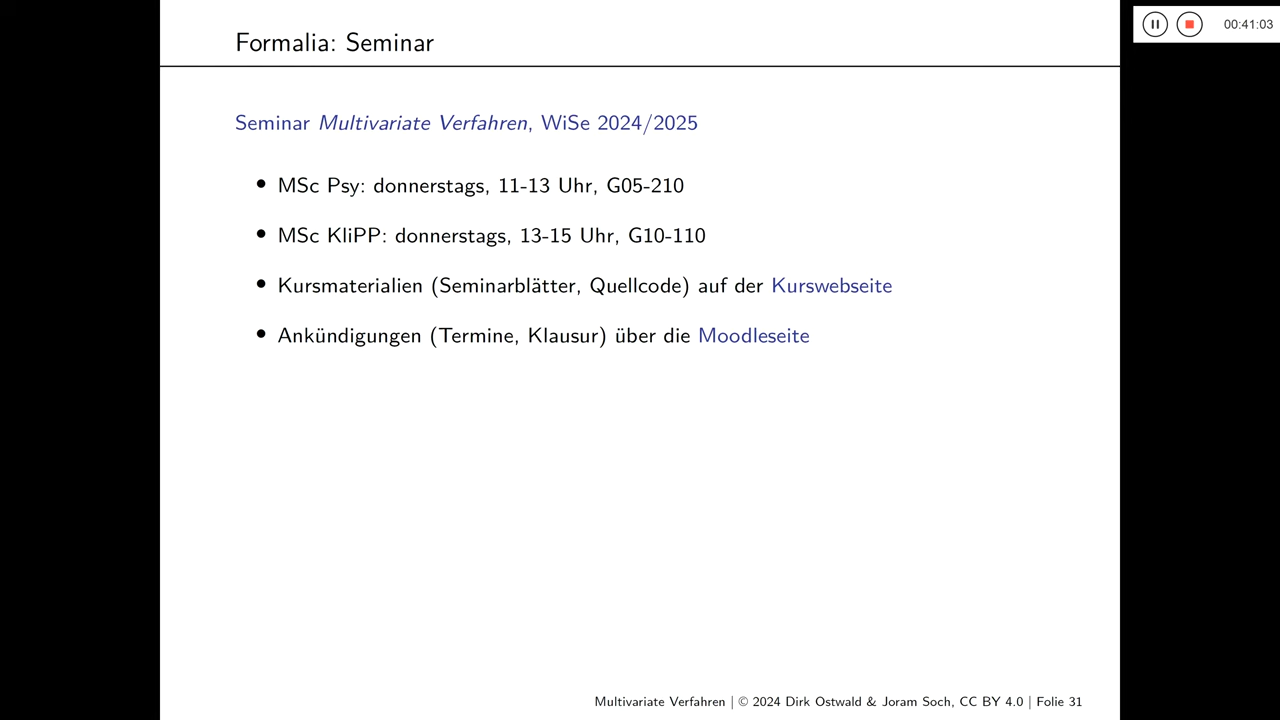 Formalia: Seminar
00:41:03
Seminar Multivariate Verfahren, WiSe 2024/2025
• MSc Psy: donnerstags, 11-13 Uhr, G05-210
• MSc KliPP: donnerstags, 13-15 Uhr, G10-110
• Kursmaterialien (Seminarblätter, Quellcode) auf der Kurswebseite
• Ankündigungen (Termine, Klausur) über die Moodleseite
Multivariate Verfahren | © 2024 Dirk Ostwald & Joram Soch, CC BY 4.0 | Folie 31